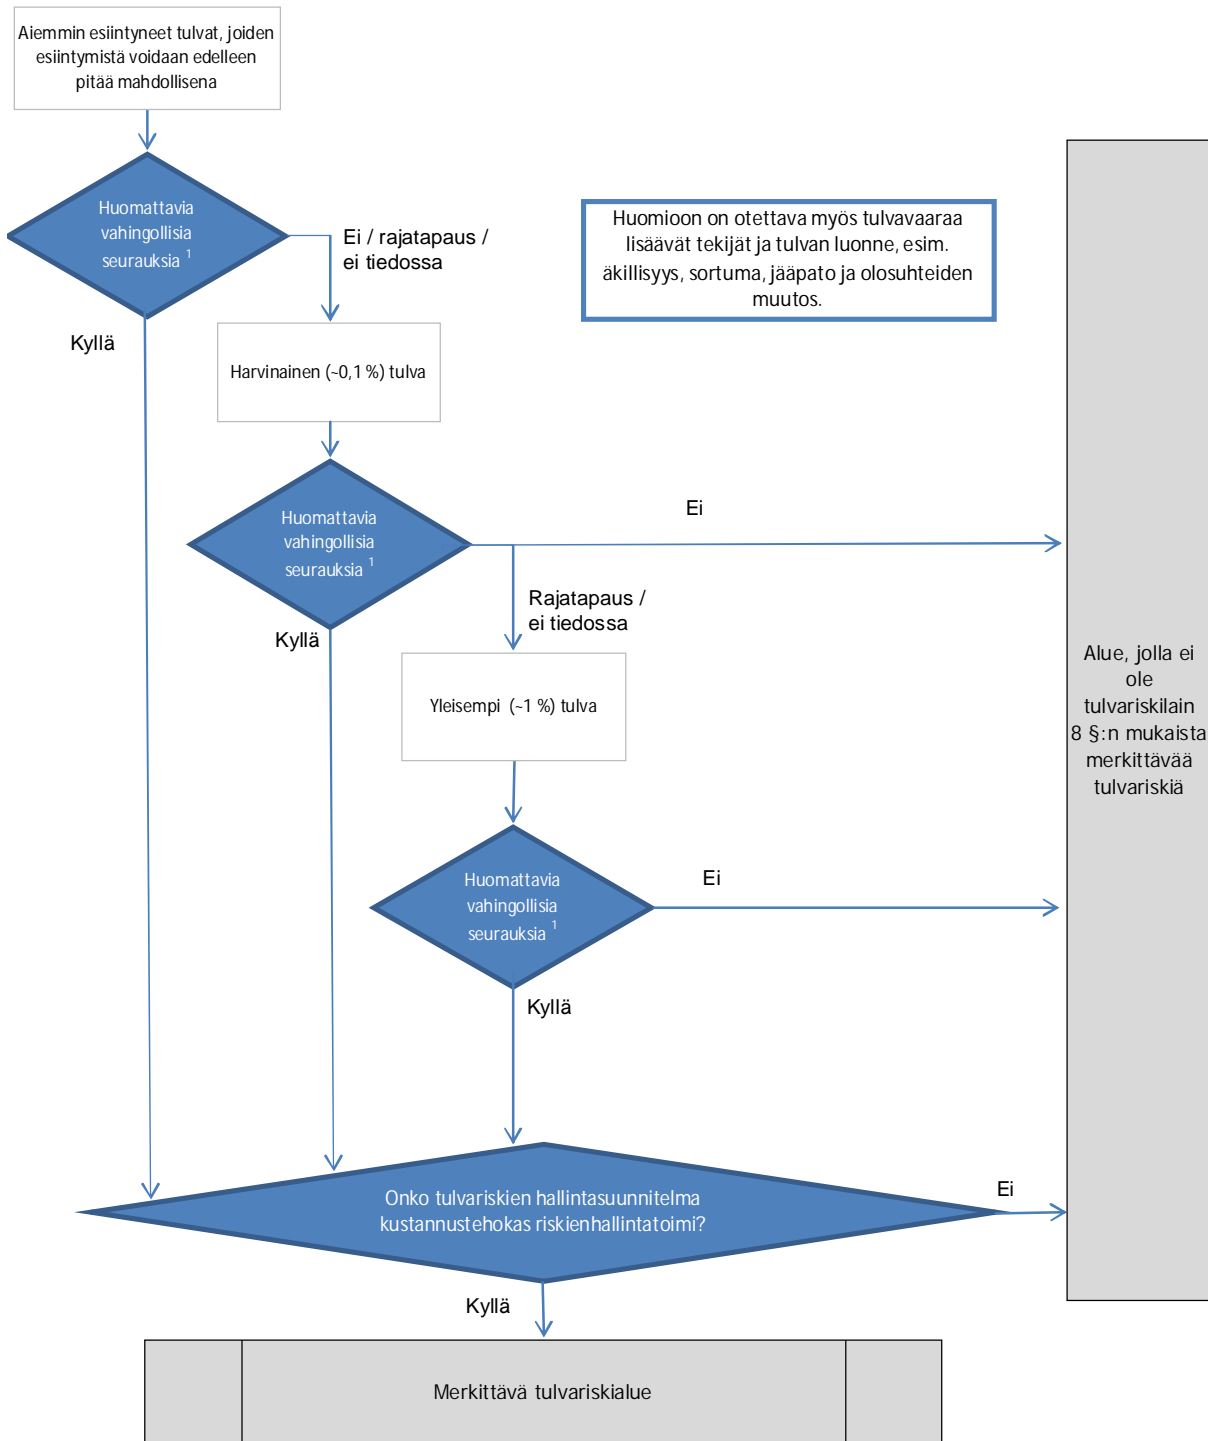 Aiemmin esiintyneet tulvat, joiden
esiintymistä voidaan edelleen
pitää mahdollisena
Huomattavia
vahingollisia
seurauksia 1
Ei / rajatapaus /
ei tiedossa
Kyllä
Huomioon on otettava myös tulvavaaraa
lisäävät tekijät ja tulvan luonne, esim.
äkillisyys, sortuma, jääpato ja olosuhteiden
muutos.
Harvinainen (~0,1 %) tulva
Huomattavia
vahingollisia
seurauksia 1
Ei
Rajatapaus /
ei tiedossa
Kyllä
Yleisempi (~1 %) tulva
Alue, jolla ei
ole
tulvariskilain
8 §:n mukaista
merkittävää
tulvariskiä
Huomattavia
vahingollisia
seurauksia 1
Ei
Kyllä
Onko tulvariskien hallintasuunnitelma
kustannustehokas riskienhallintatoimi?
Ei
Kyllä
Merkittävä tulvariskialue